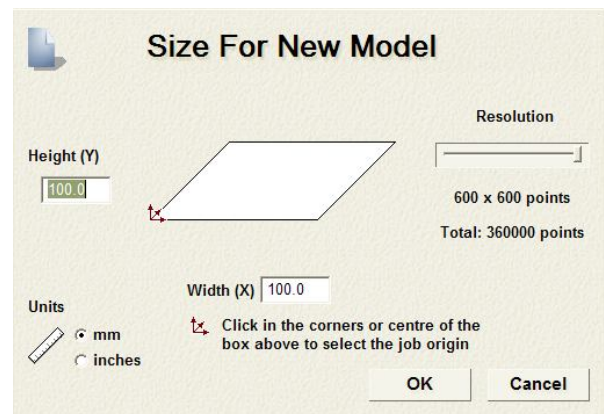 Size For New Model
Resolution
Height (Y)
100.0
600 x 600 points
Total: 360000 points
Width (X) 100.0
Units
mm
inches
Click in the corners or centre of the
box above to select the job origin
OK
Cancel